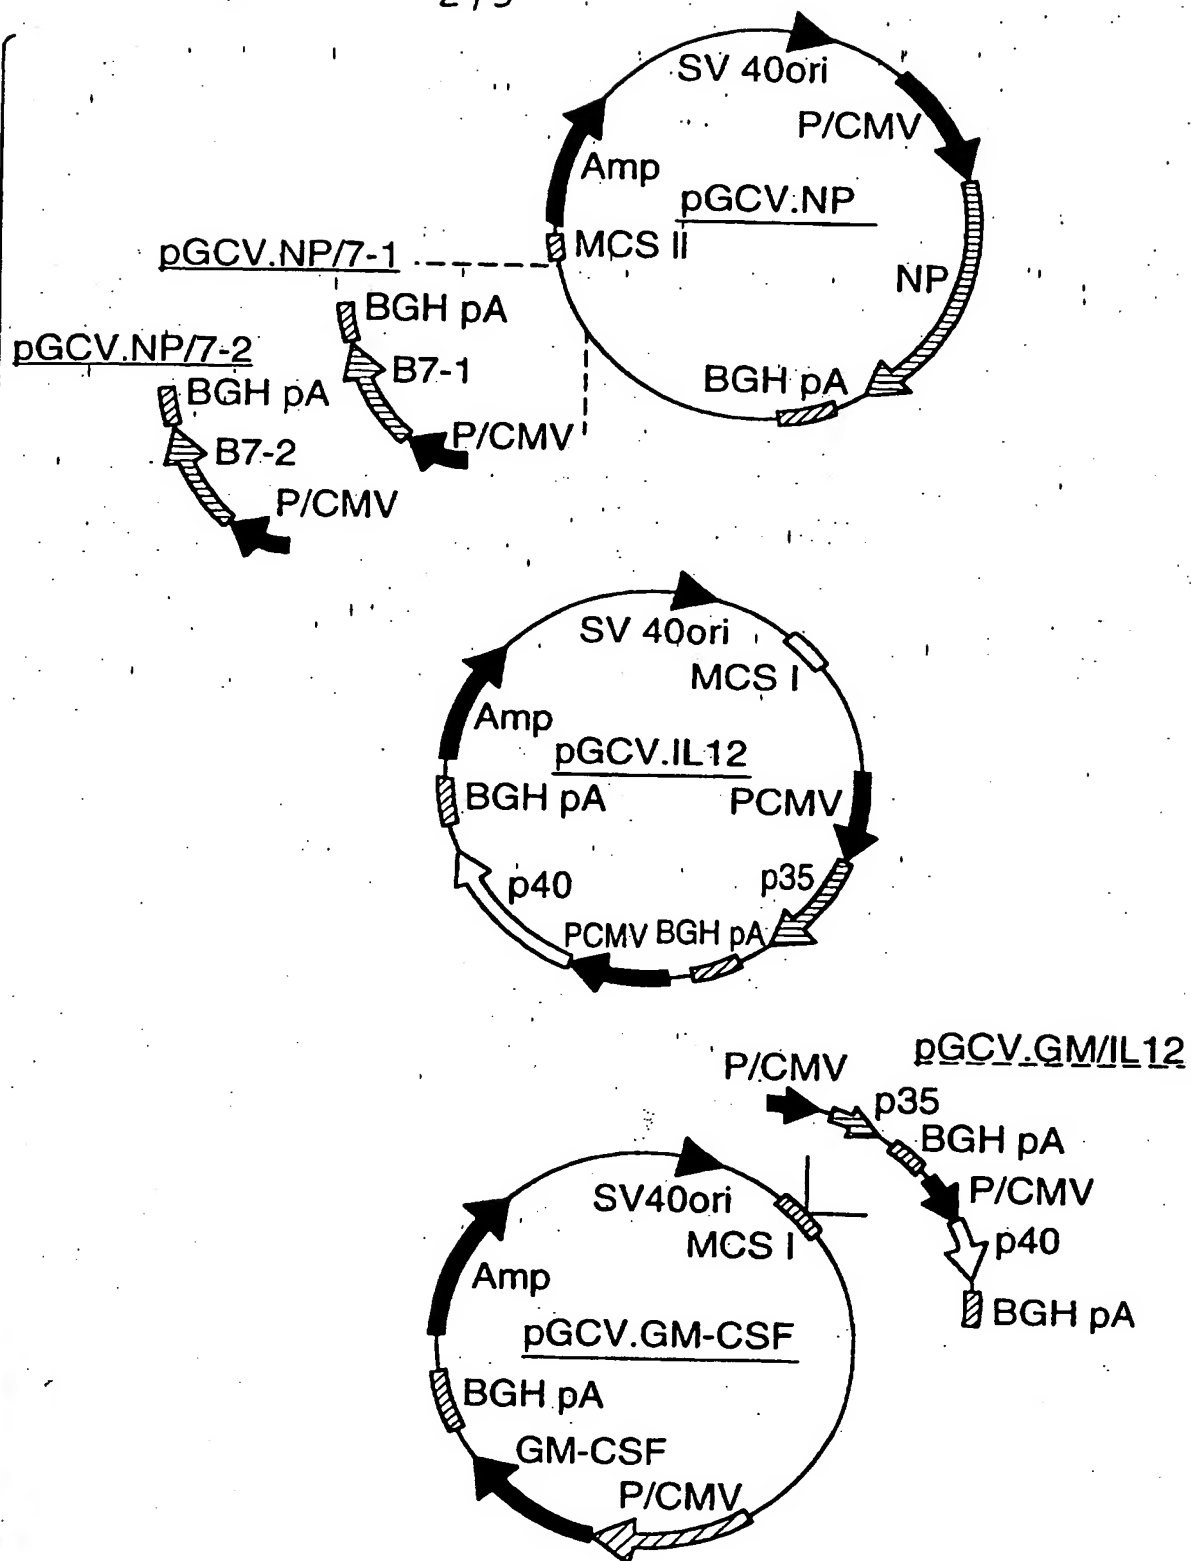 2/5
SV 40ori
P/CMV
Amp
pGCV.NP
MCS II
NP
BGH pA
pGCV.NP/7-1
BGH pA
B7-1
P/CMV
pGCV.NP/7-2
BGH pA
B7-2
P/CMV
SV 40ori
MCS I
Amp
pGCV.IL12
BGH pA
PCMV
p40
p35
PCMV BGH pA
pGCV.GM/IL12
P/CMV
p35
BGH pA
P/CMV
p40
BGH pA
SV40ori
MCS I
Amp
pGCV.GM-CSF
BGH pA
GM-CSF
P/CMV